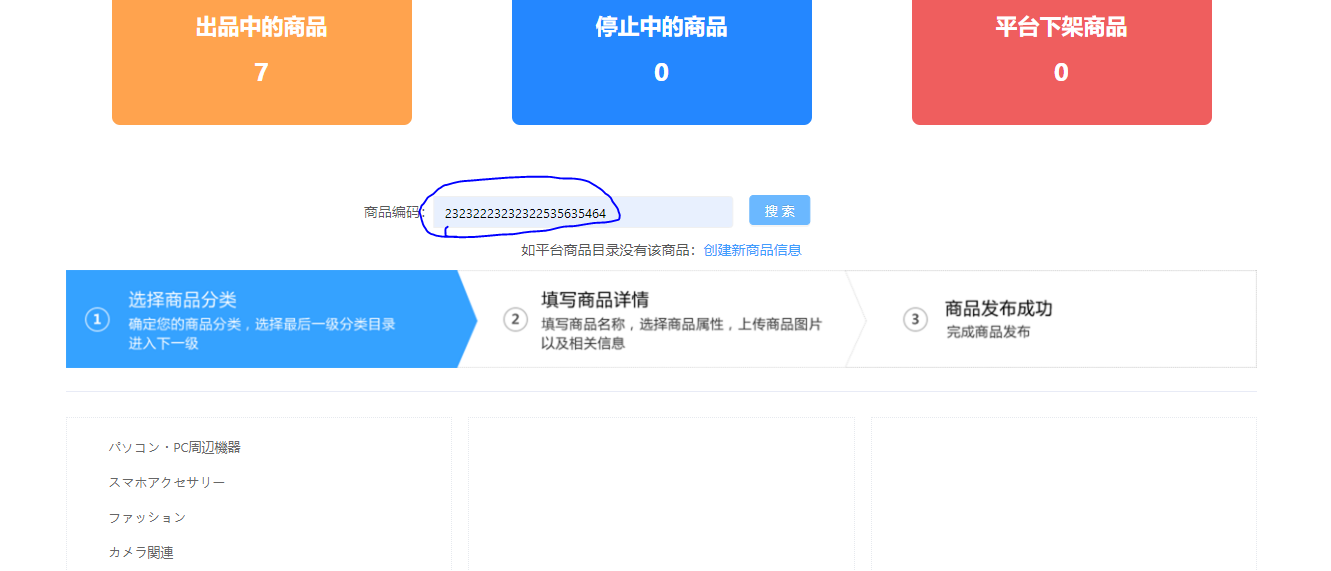 出品中的商品
7
停止中的商品
0
平台下架商品
0
商品编码:
23232223232322535635464
搜 索
如平台商品目录没有该商品：创建新商品信息
1
选择商品分类
确定您的商品分类，选择最后一级分类目录
进入下一级
2
填写商品详情
填写商品名称，选择商品属性，上传商品图片
以及相关信息
3
商品发布成功
完成商品发布
パソコン・PC周辺機器
スマホアクセサリー
ファッション
カメラ関連